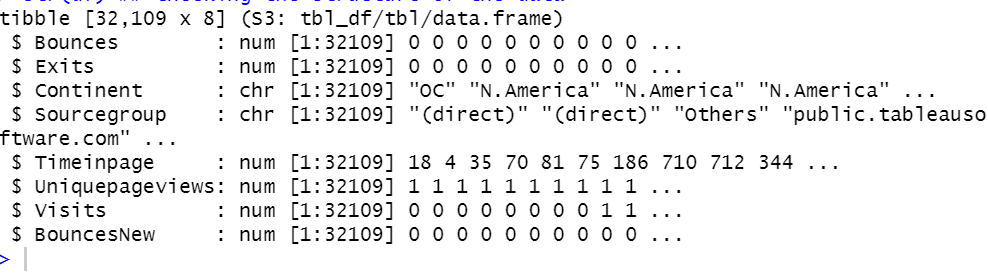 tibble [32,109 x 8] (S3: tbl_df/tbl/data.frame)
 $ Bounces        : num [1:32109] 0 0 0 0 0 0 0 0 0 0 ...
 $ Exits          : num [1:32109] 0 0 0 0 0 0 0 0 0 0 ...
 $ Continent      : chr [1:32109] "OC" "N.America" "N.America" "N.America" ...
 $ Sourcegroup    : chr [1:32109] "(direct)" "(direct)" "Others" "public.tableauso
ftware.com" ...
 $ Timeinpage     : num [1:32109] 18 4 35 70 81 75 186 710 712 344 ...
 $ Uniquepageviews: num [1:32109] 1 1 1 1 1 1 1 1 1 1 ...
 $ Visits         : num [1:32109] 0 0 0 0 0 0 0 0 1 1 ...
 $ BouncesNew     : num [1:32109] 0 0 0 0 0 0 0 0 0 0 ...
>